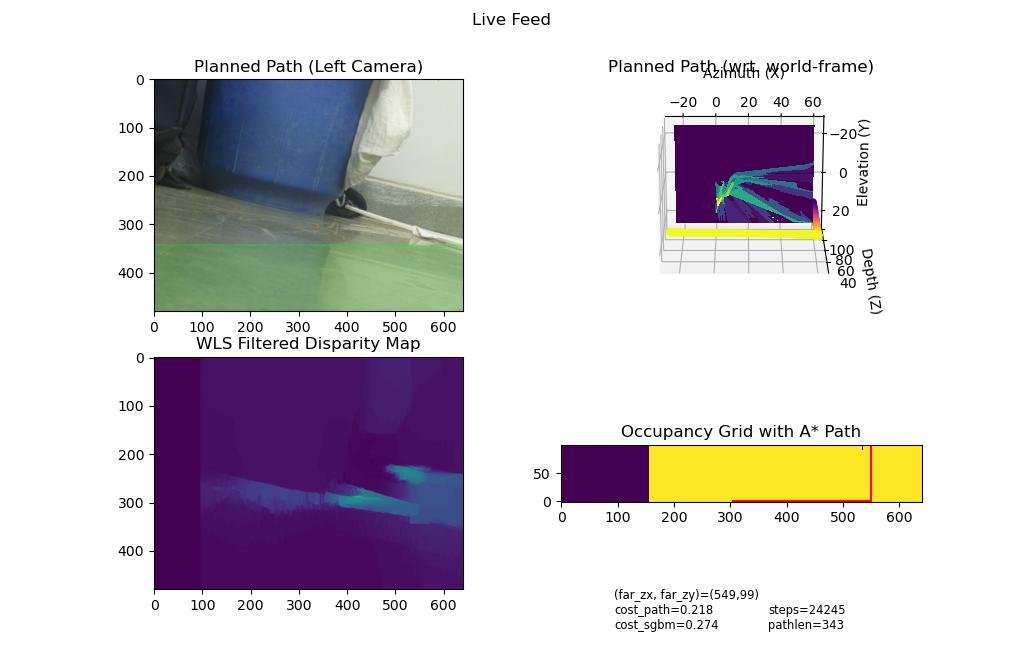 Live Feed
Planned Path (Left Camera)
0
100
200
300
400
0 100 200 300 400 500 600
Planned Path (wrt. world-frame)
Azimuth (X)
−20 0 20 40 60
−20
0
20
Elevation (Y)
100
80
60
40
Depth (Z)
WLS Filtered Disparity Map
0
100
200
300
400
0 100 200 300 400 500 600
Occupancy Grid with A* Path
50
0
0 100 200 300 400 500 600
(far_zx, far_zy)=(549,99)
cost_path=0.218 steps=24245
cost_sgbm=0.274 pathlen=343